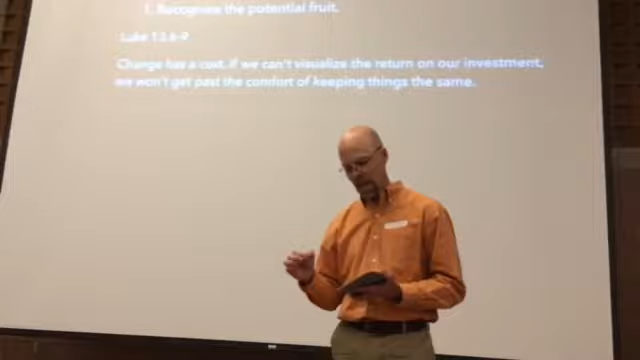 1. Recognize the potential fruit.
Luke 13:6-9
Change has a cost. If we can't visualize the return on our investment,
we won't get past the comfort of keeping things the same.